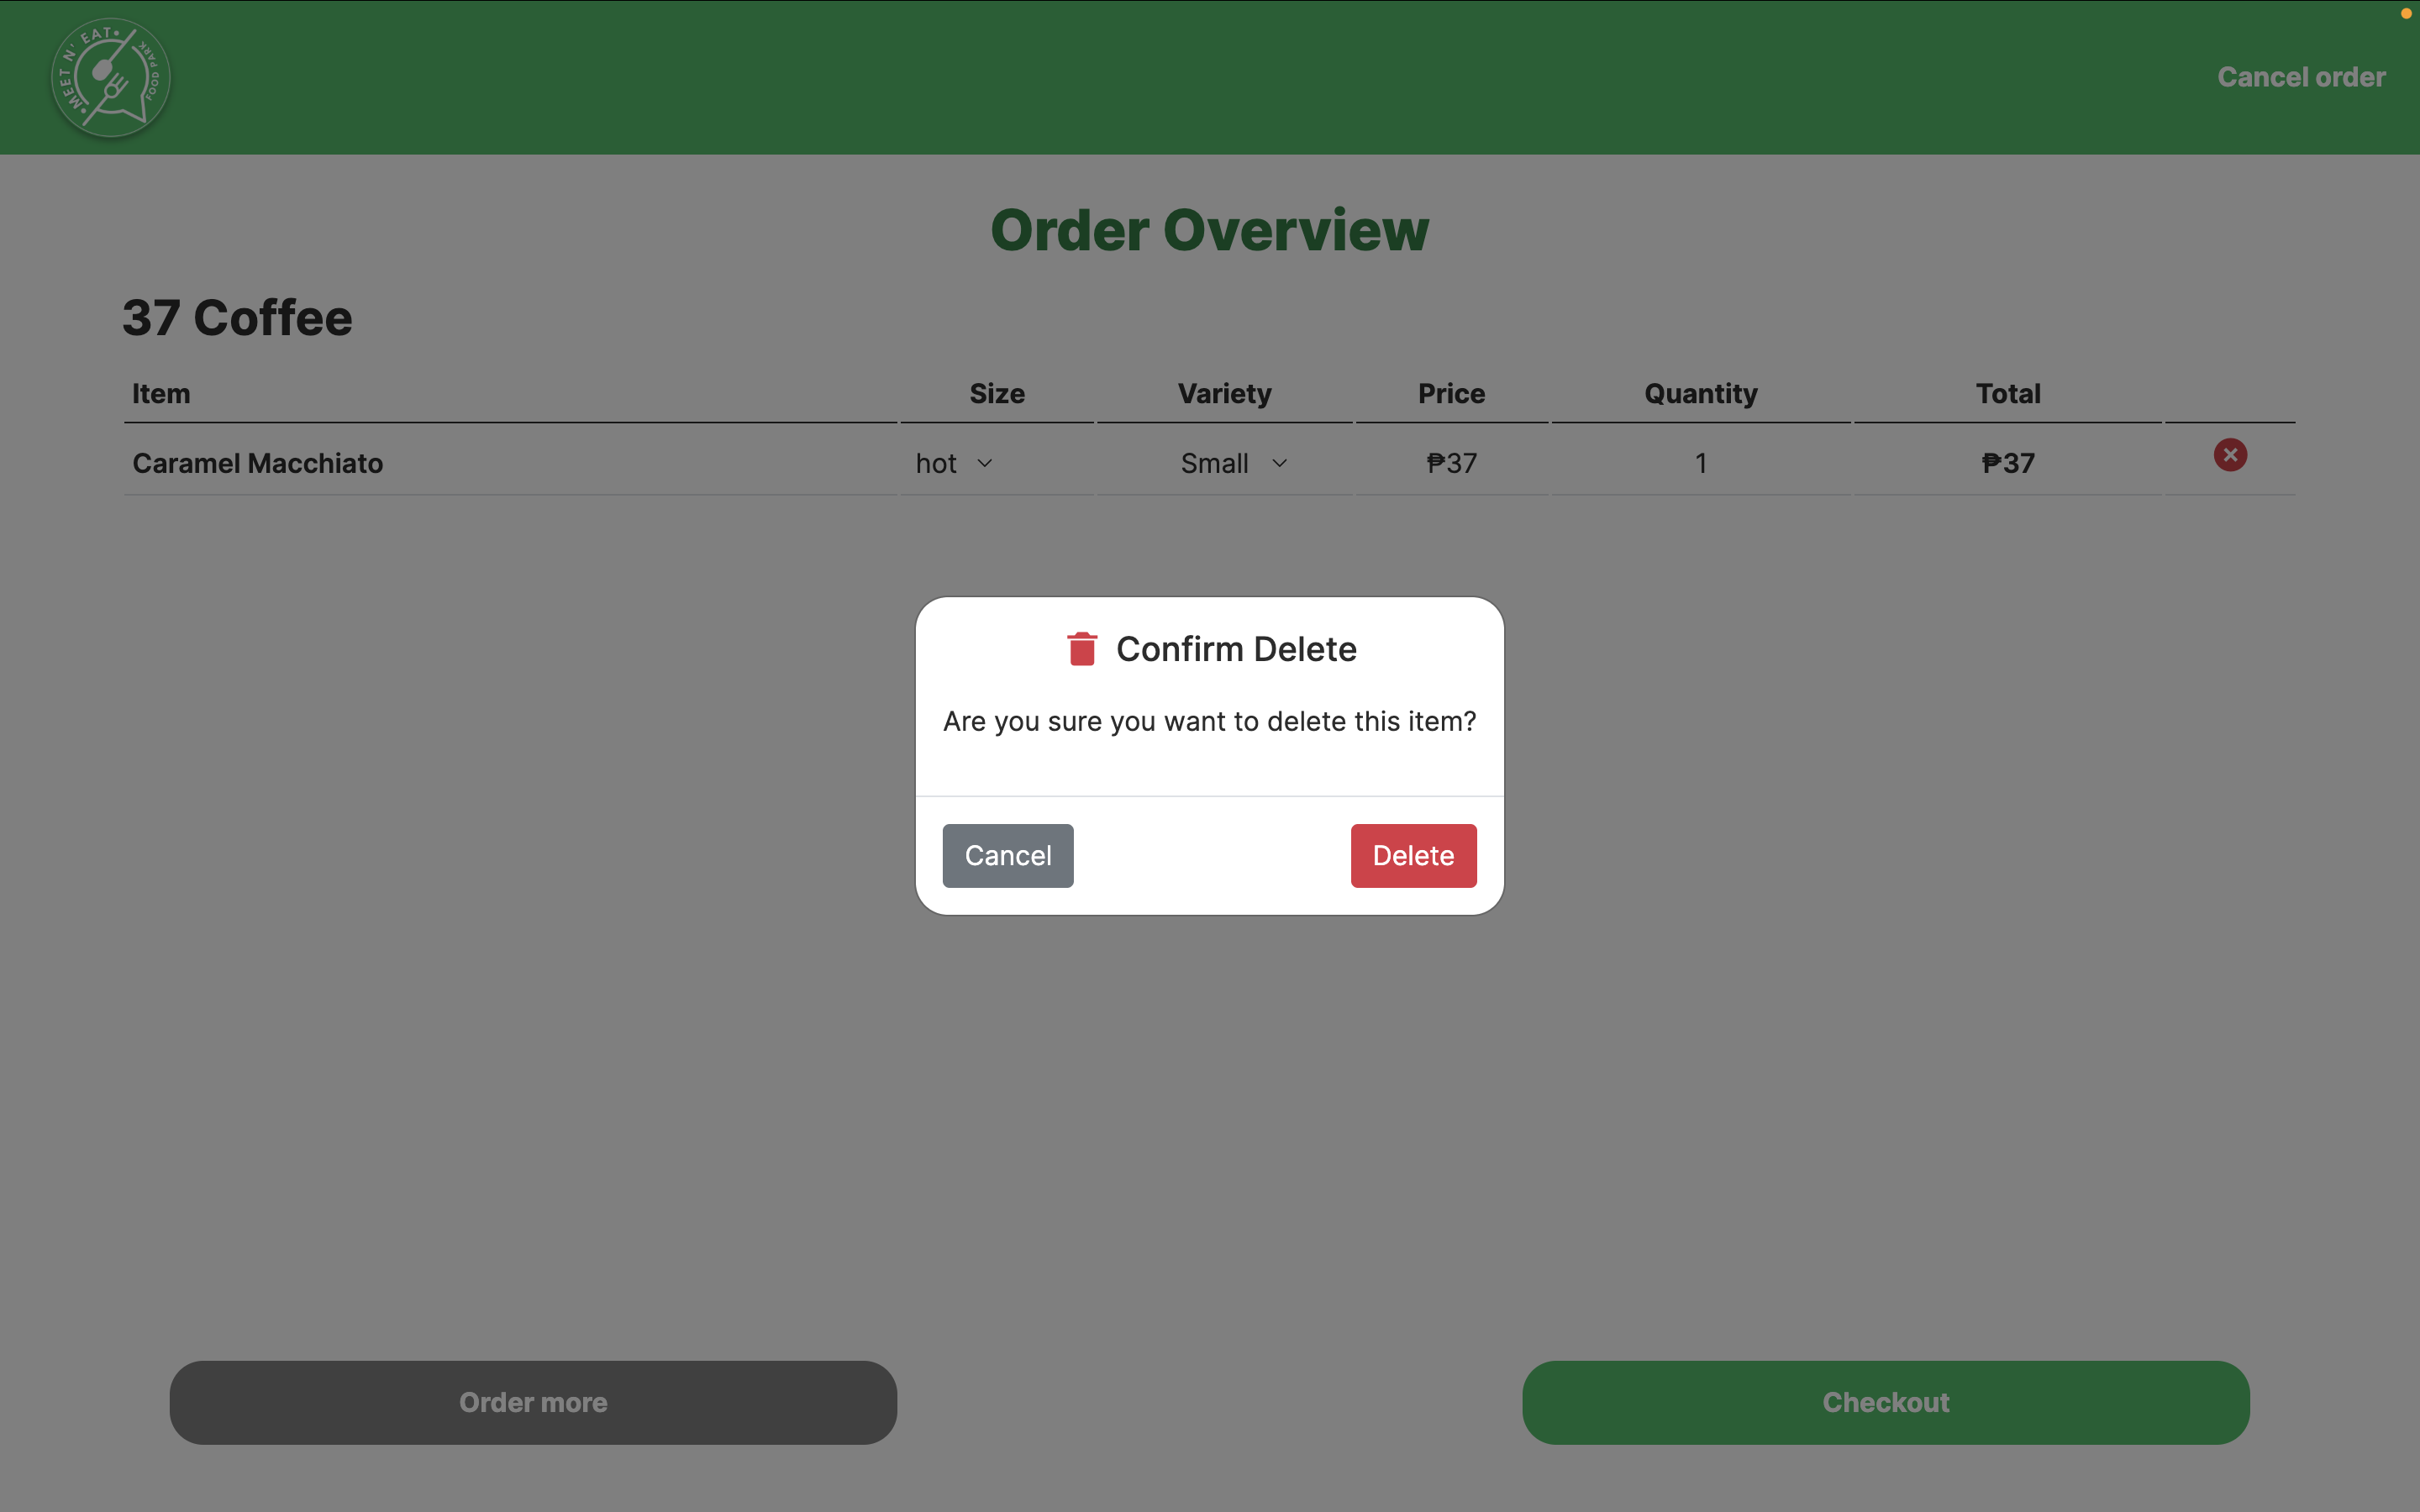 MEET N' EAT
FOOD PARK
Cancel order
Order Overview
37 Coffee
Item Size Variety Price Quantity Total
Caramel Macchiato hot Small ₱37 1 ₱37
Confirm Delete
Are you sure you want to delete this item?
Cancel Delete
Order more Checkout